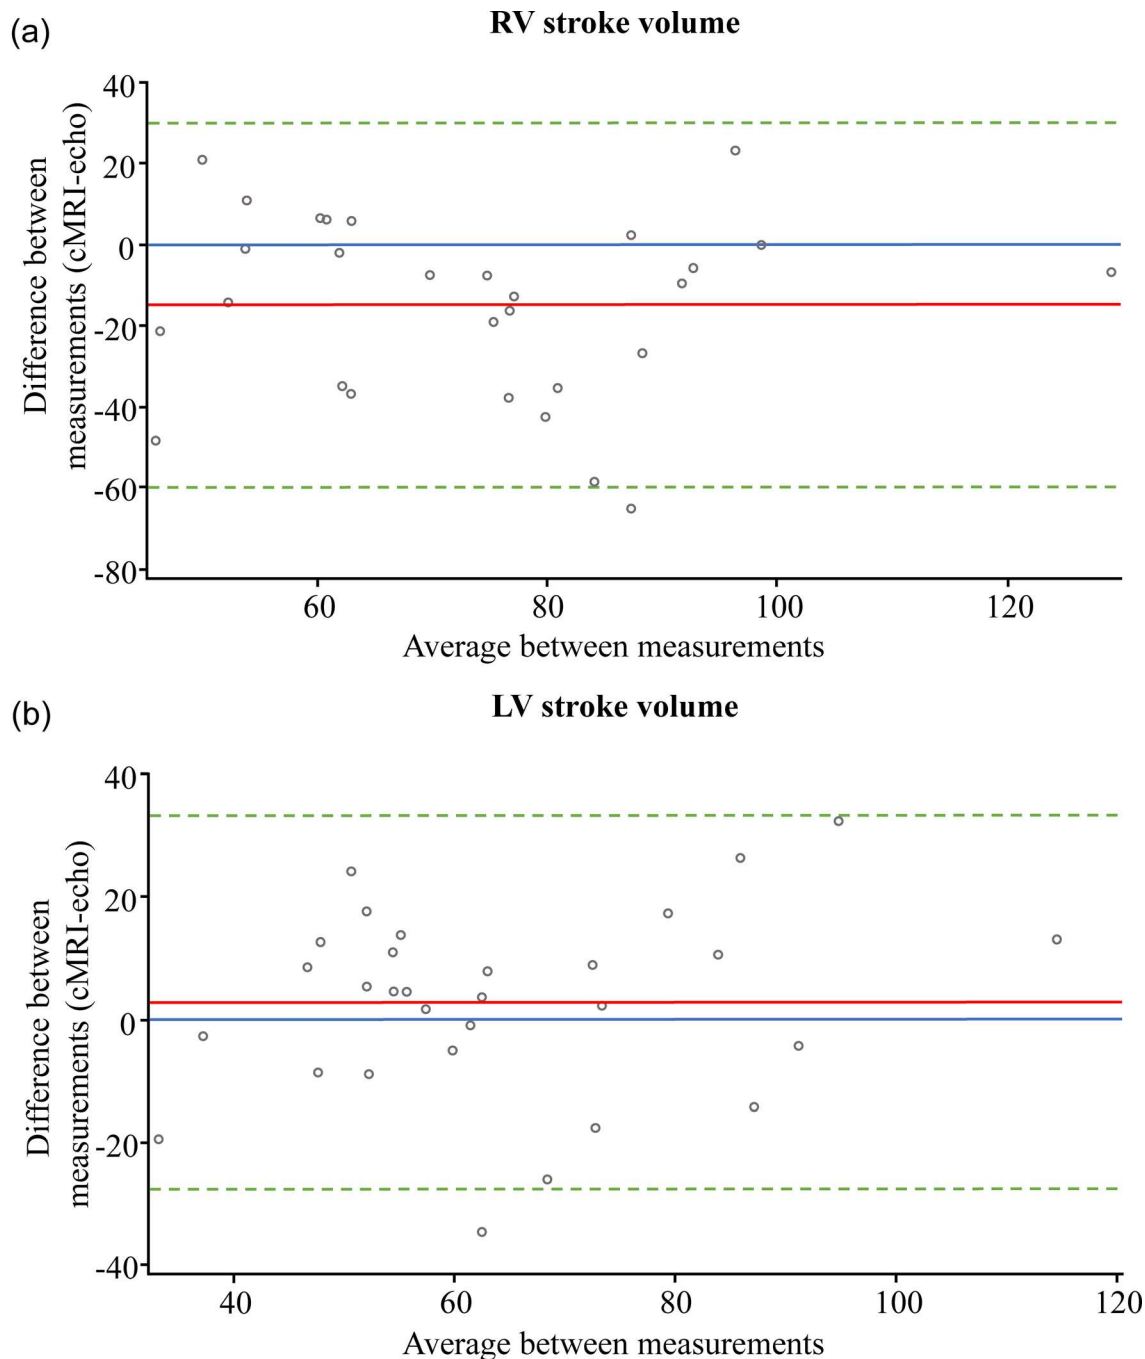 (a)
RV stroke volume
Difference between
measurements (cMRI-echo)
40
20
0
-20
-40
-60
-80
60
80
100
120
Average between measurements
(b)
LV stroke volume
Difference between
measurements (cMRI-echo)
40
20
0
-20
-40
40
60
80
100
120
Average between measurements